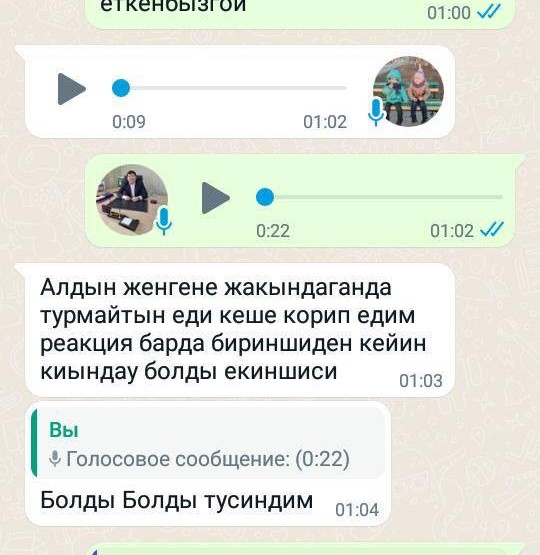 еткенбызгой
01:00
0:09
01:02
0:22
01:02
Алдын женгене жакындаганда
турмайтын еди кеше корип едим
реакция барда бириншиден кейин
киындау болды екиншиси
01:03
Вы
Голосовое сообщение: (0:22)
Болды Болды тусиндим
01:04